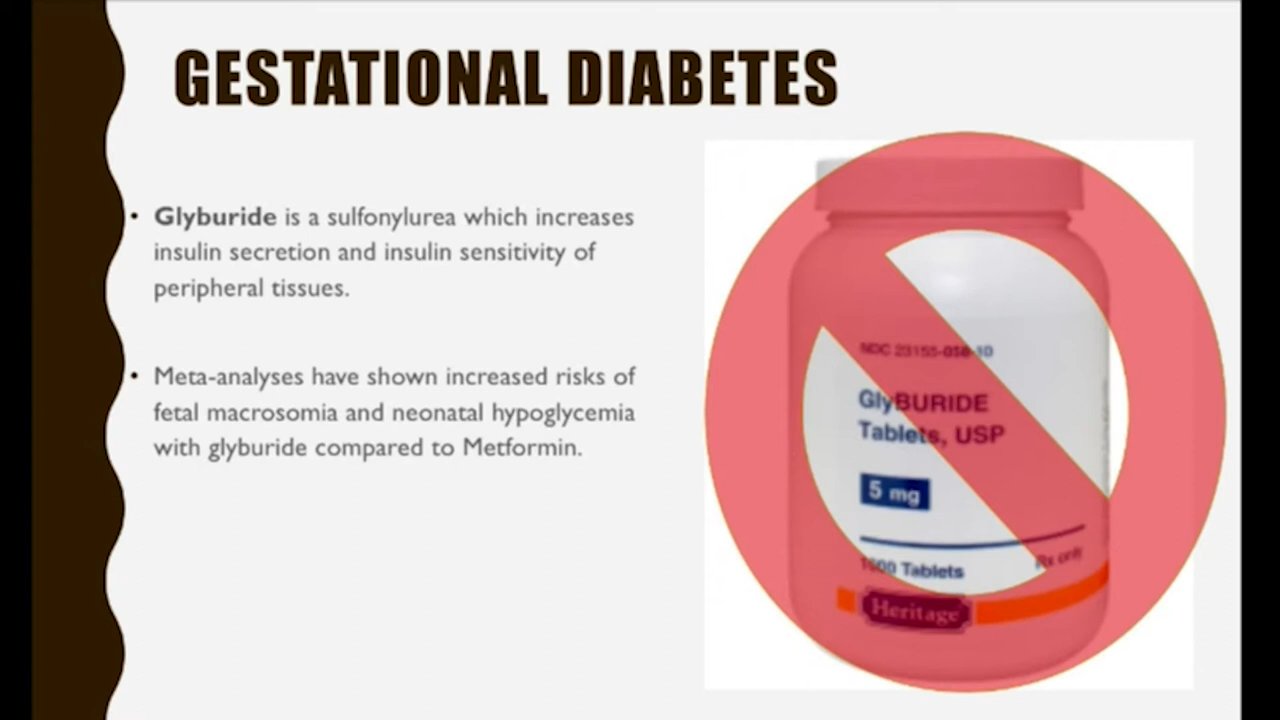 GESTATIONAL DIABETES
• Glyburide is a sulfonylurea which increases
insulin secretion and insulin sensitivity of
peripheral tissues.
• Meta-analyses have shown increased risks of
fetal macrosomia and neonatal hypoglycemia
with glyburide compared to Metformin.
NDC 23155-058-10
GlyBURIDE
Tablets, USP
5 mg
1000 Tablets
Rx only
Heritage